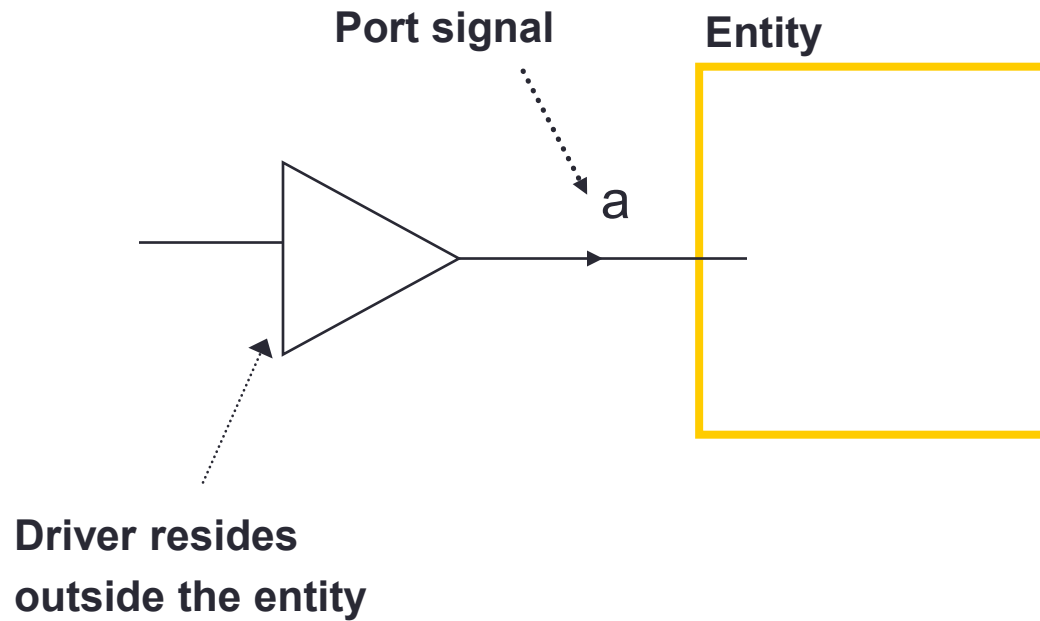 Port signal
Entity
a
Driver resides
outside the entity